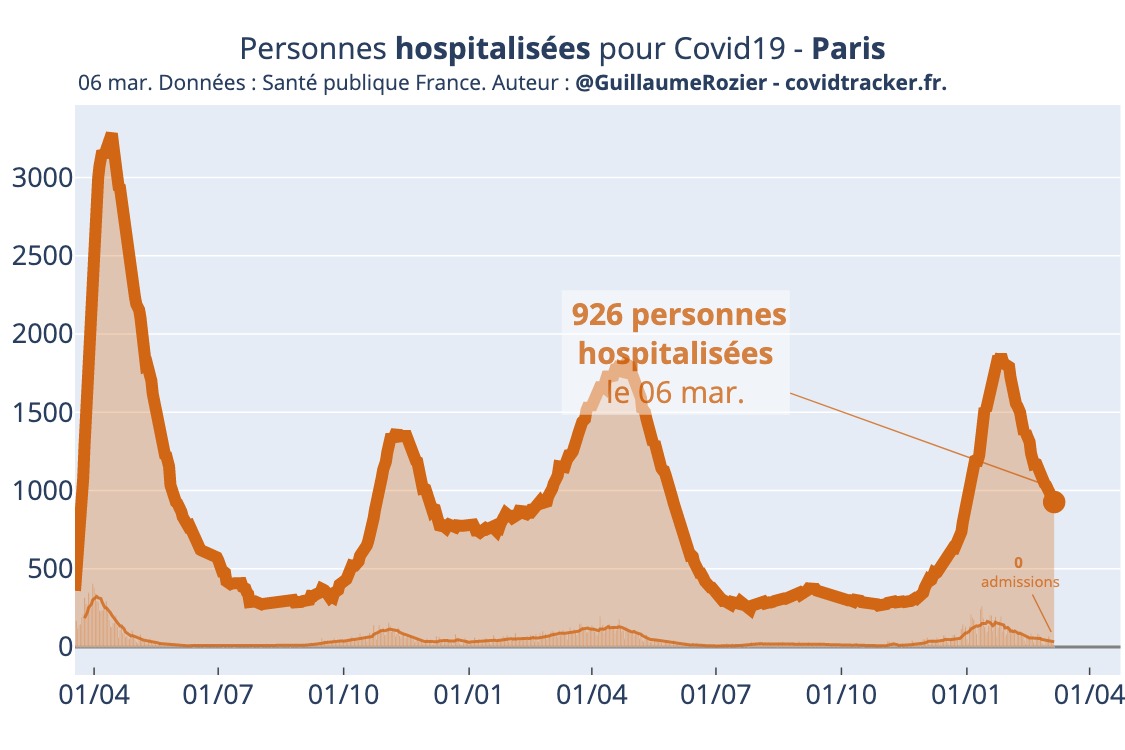 Personnes hospitalisées pour Covid19 - Paris
06 mar. Données : Santé publique France. Auteur : @GuillaumeRozier - covidtracker.fr.
3000
2500
2000
1500
1000
500
0
926 personnes
hospitalisées
le 06 mar.
0
admissions
01/04 01/07 01/10 01/01 01/04 01/07 01/10 01/01 01/04